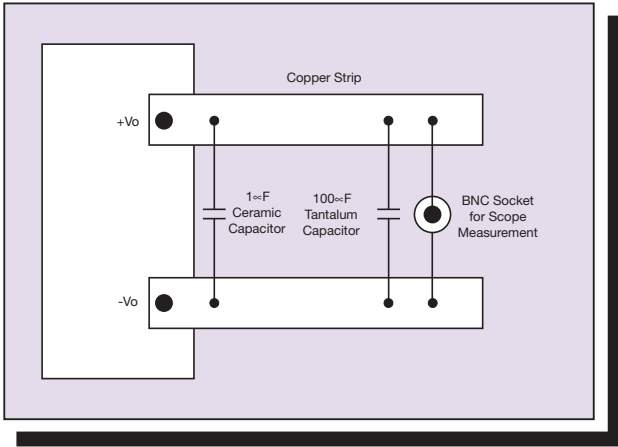 Copper Strip
+Vo
1∝F
Ceramic
Capacitor
100∝F
Tantalum
Capacitor
BNC Socket
for Scope
Measurement
-Vo